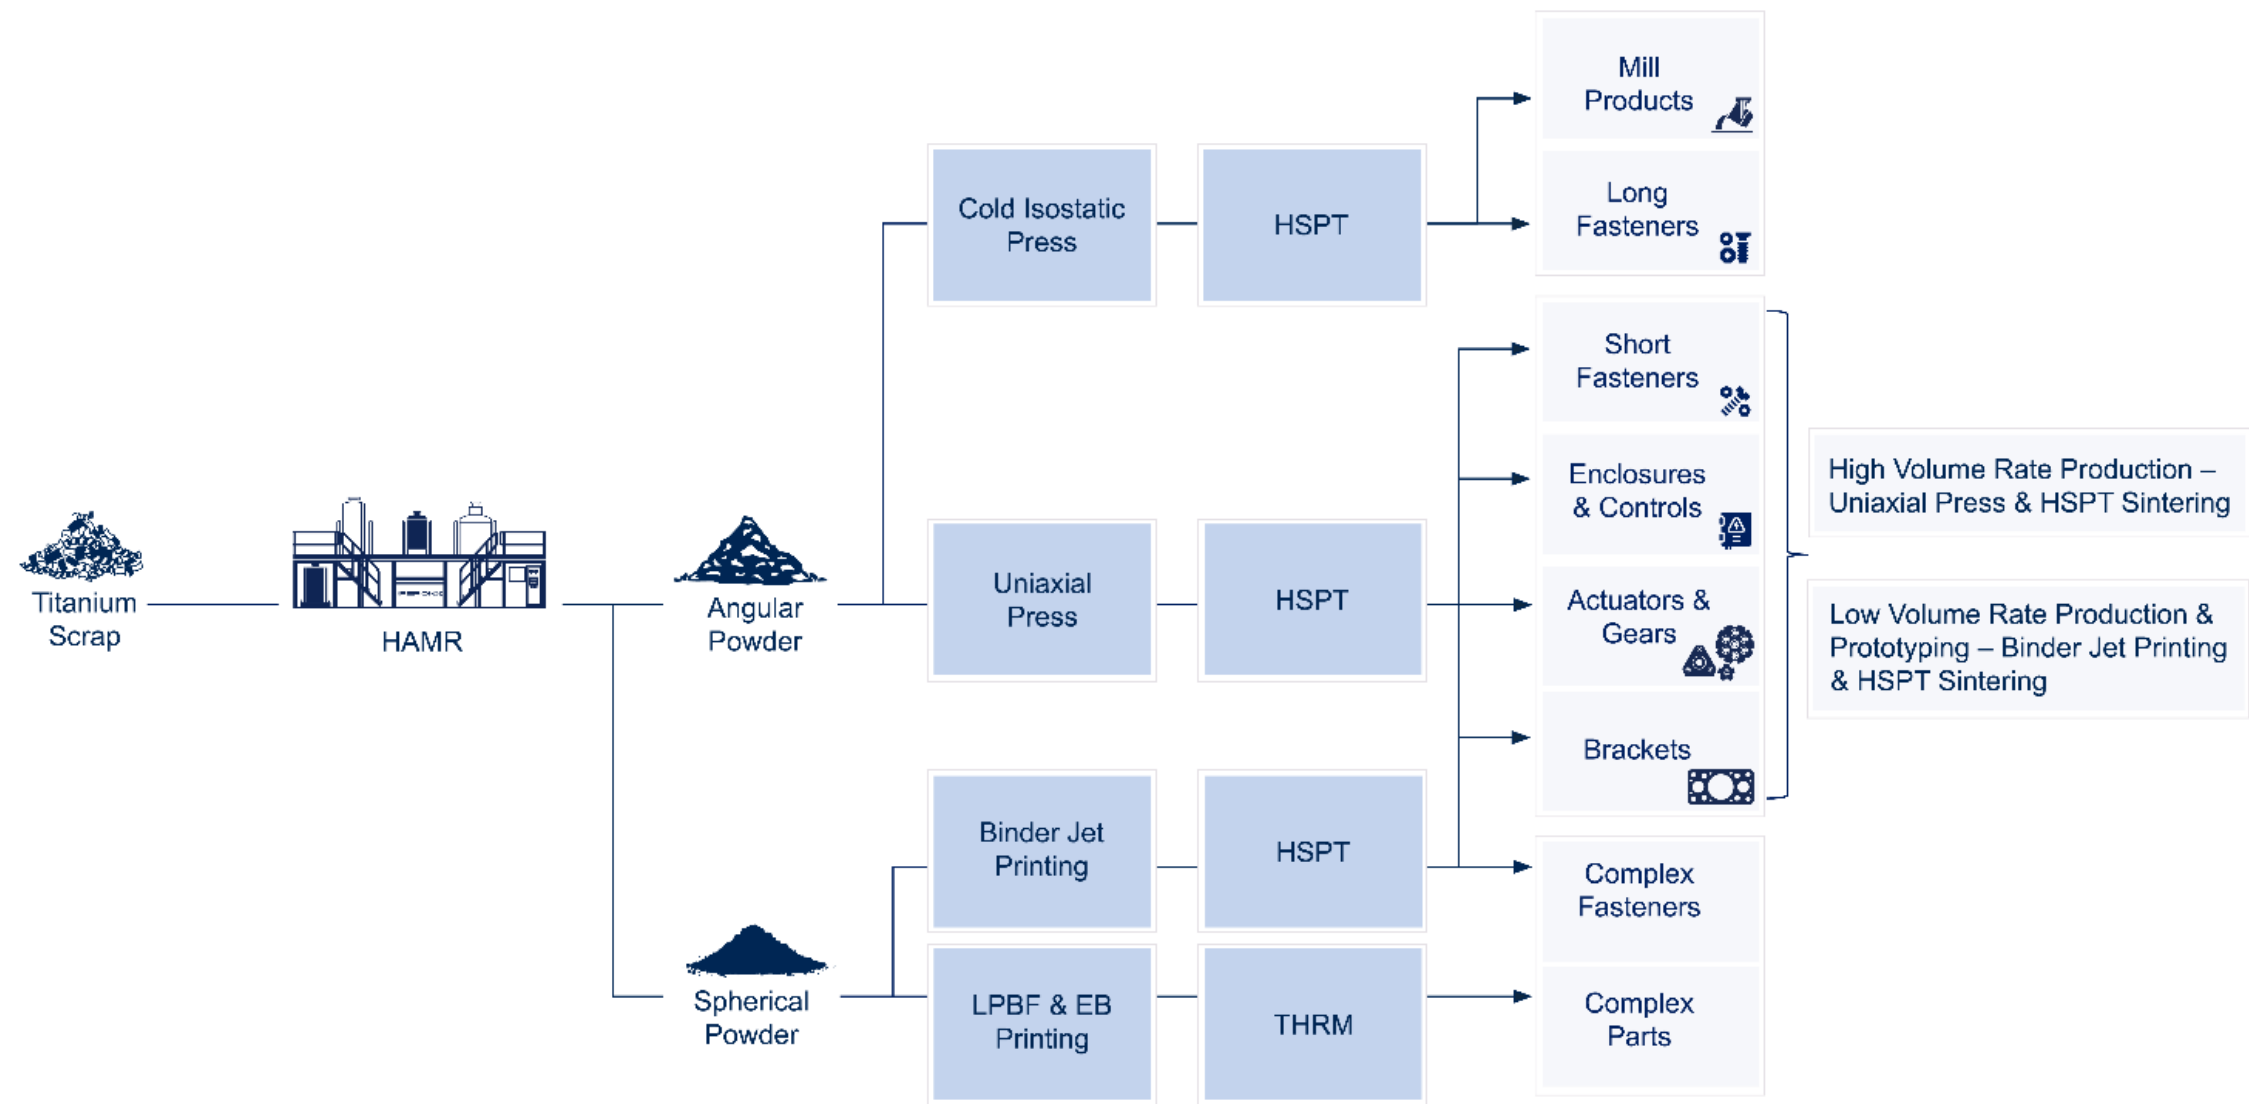 Titanium
Scrap
HAMR
Angular
Powder
Spherical
Powder
Cold Isostatic
Press
HSPT
Uniaxial
Press
HSPT
Binder Jet
Printing
HSPT
LPBF & EB
Printing
THRM
Mill
Products
Long
Fasteners
Short
Fasteners
Enclosures
& Controls
Actuators &
Gears
Brackets
Complex
Fasteners
Complex
Parts
High Volume Rate Production –
Uniaxial Press & HSPT Sintering
Low Volume Rate Production &
Prototyping – Binder Jet Printing
& HSPT Sintering